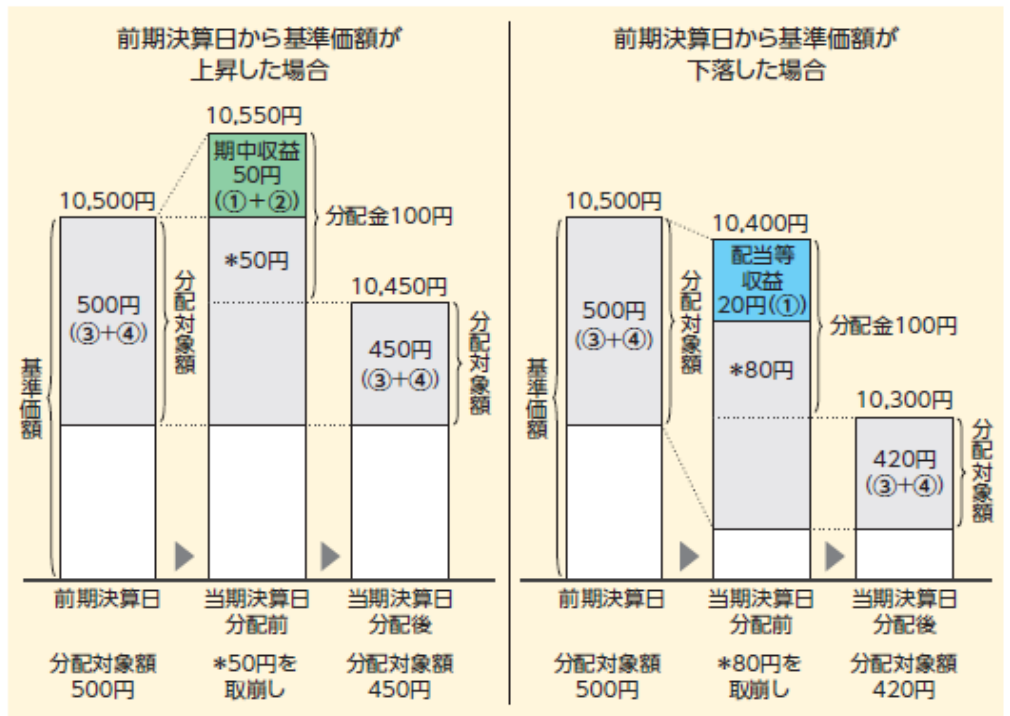 前期決算日から基準価額が
上昇した場合
10,550円
期中収益
50円
(①+②)
10,500円
分配金100円
*50円
10,450円
500円
(③+④)
分配対象額
450円
(③+④)
分配対象額
基準価額
前期決算日
当期決算日
分配前
当期決算日
分配後
分配対象額
500円
*50円を
取崩し
分配対象額
450円
前期決算日から基準価額が
下落した場合
10,500円
10,400円
配当等
収益
20円(①)
500円
(③+④)
分配対象額
分配金100円
*80円
10,300円
420円
(③+④)
分配対象額
基準価額
前期決算日
当期決算日
分配前
当期決算日
分配後
分配対象額
500円
*80円を
取崩し
分配対象額
420円